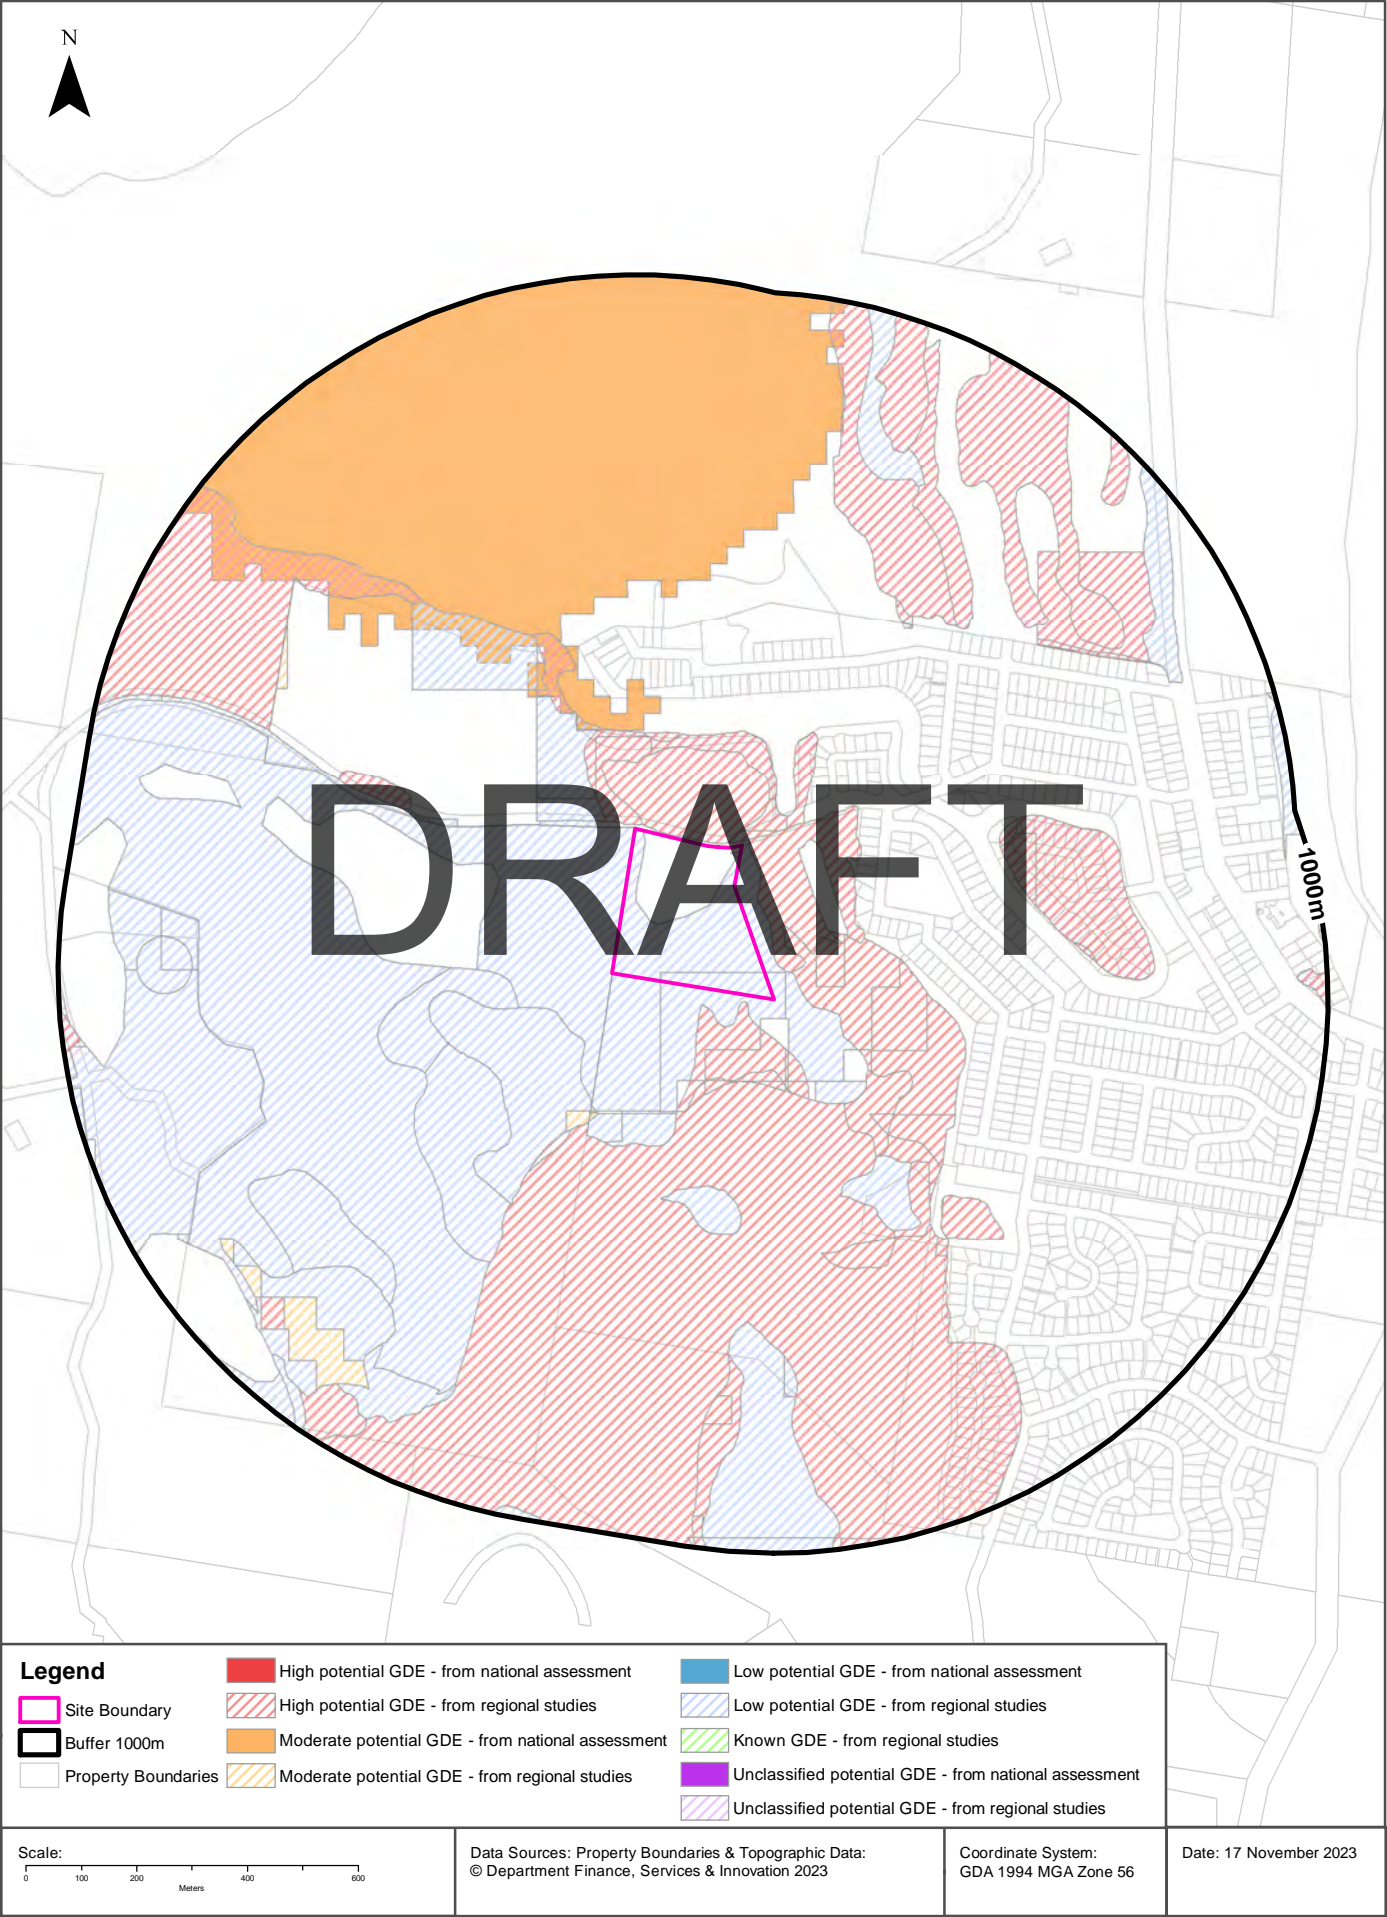 N
DRAFT
1000m
Legend
Site Boundary
Buffer 1000m
Property Boundaries
High potential GDE - from national assessment
High potential GDE - from regional studies
Moderate potential GDE - from national assessment
Moderate potential GDE - from regional studies
Low potential GDE - from national assessment
Low potential GDE - from regional studies
Known GDE - from regional studies
Unclassified potential GDE - from national assessment
Unclassified potential GDE - from regional studies
Scale:
0 100 200 400 600
Meters
Data Sources: Property Boundaries & Topographic Data:
© Department Finance, Services & Innovation 2023
Coordinate System:
GDA 1994 MGA Zone 56
Date: 17 November 2023